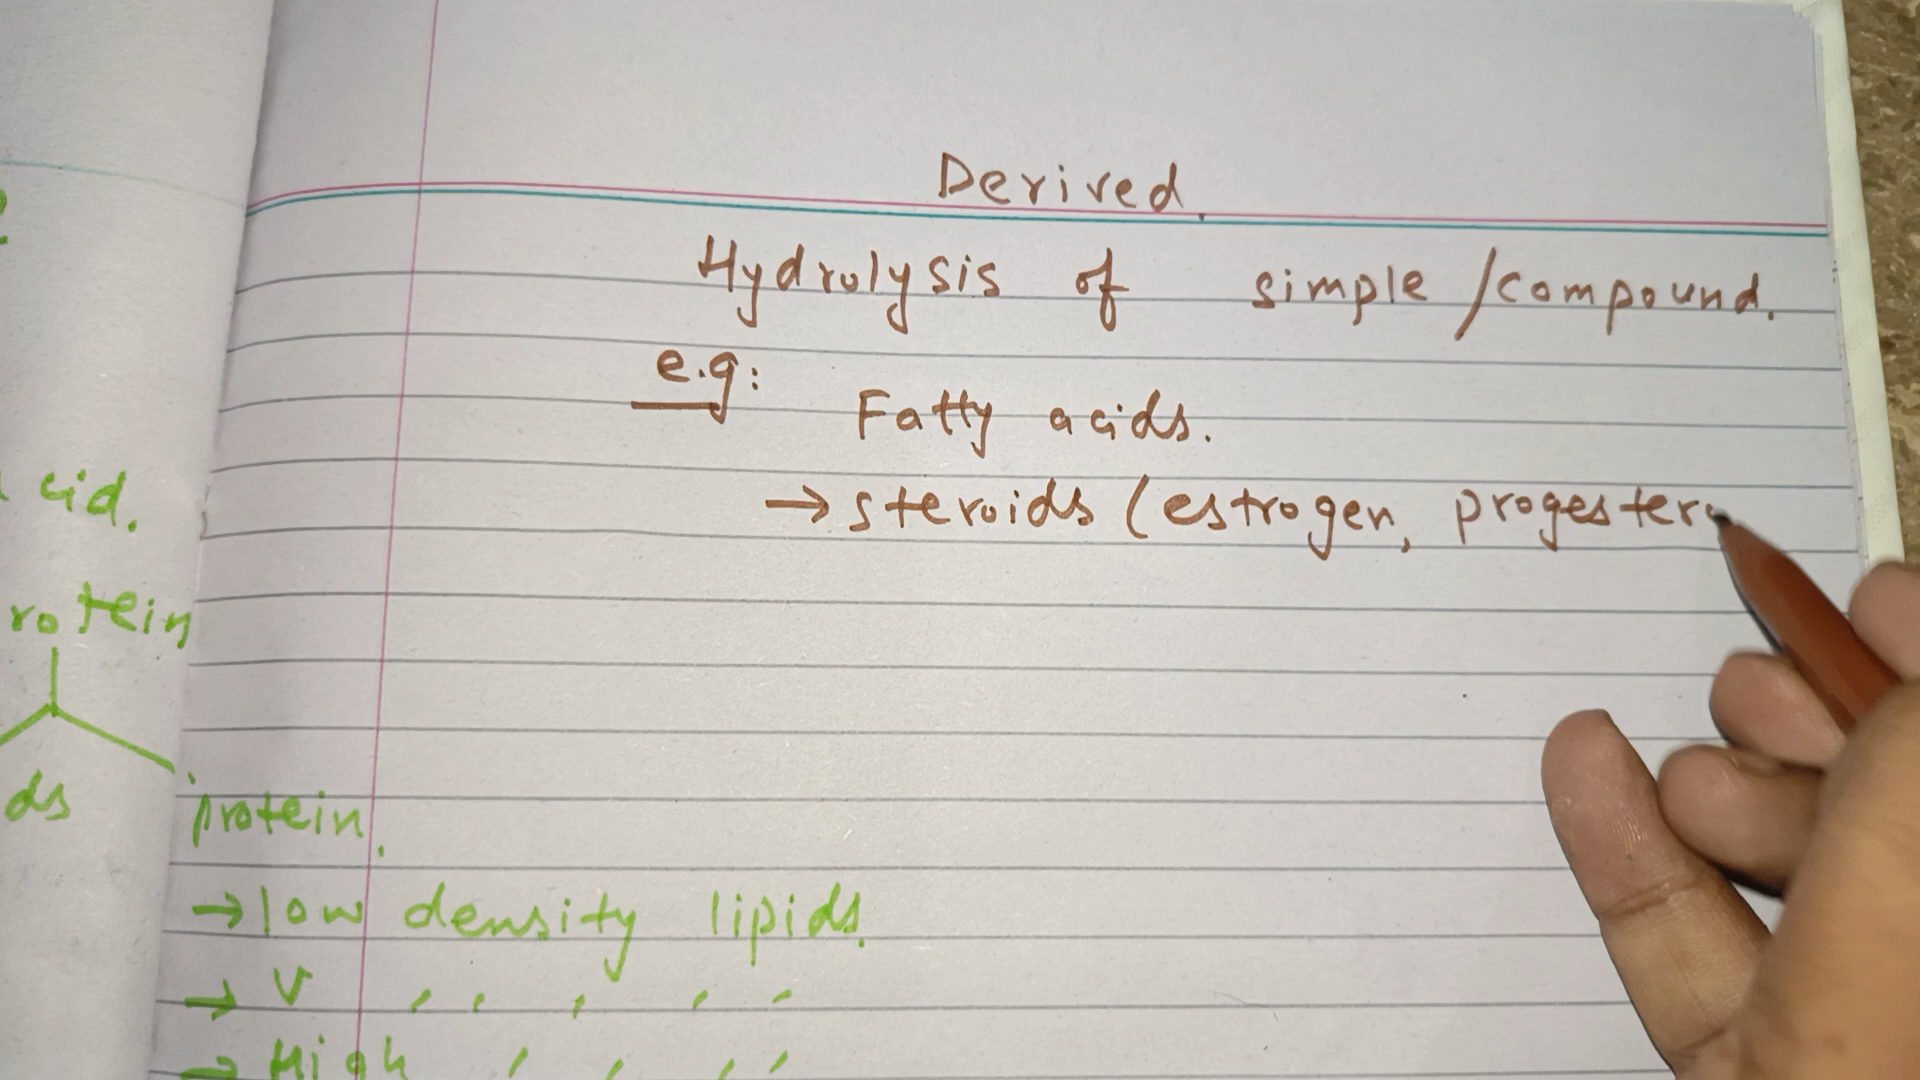 Derived.
Hydrolysis of simple/compound.
e.g:
Fatty acids.
→ steroids (estrogen, progester
cid.
rotein
ds
protein.
→ low density lipids.
→ V , , , , ,
→ High , , , ,